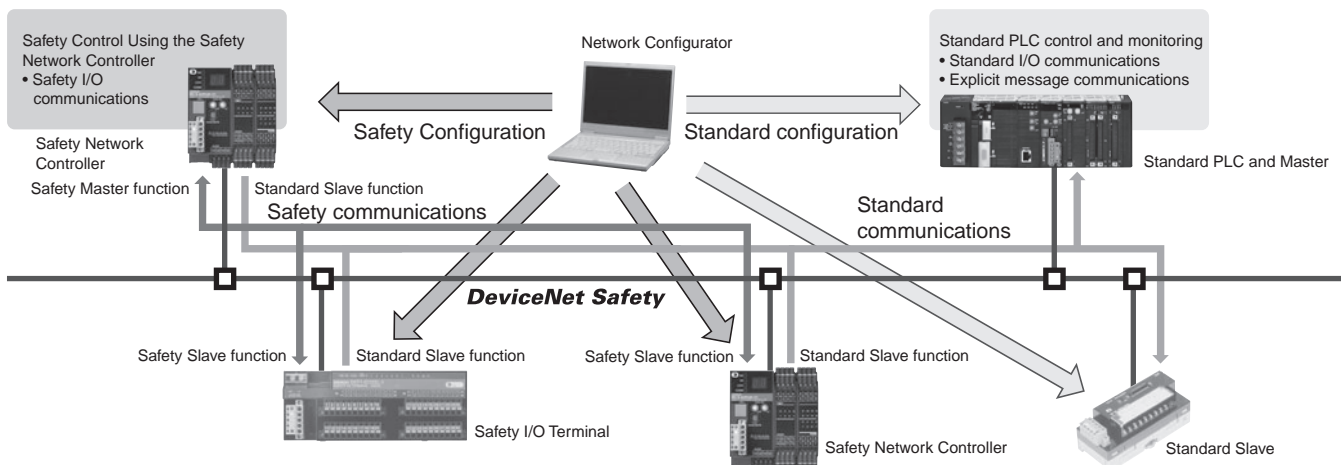 Safety Control Using the Safety
Network Controller
• Safety I/O
communications
Network Configurator
Standard PLC control and monitoring
• Standard I/O communications
• Explicit message communications
Safety Configuration
Standard configuration
Safety Network
Controller
Standard PLC and Master
Safety Master function
Standard Slave function
Safety communications
Standard
communications
DeviceNet Safety
Safety Slave function
Standard Slave function
Safety Slave function
Standard Slave function
Safety I/O Terminal
Safety Network Controller
Standard Slave